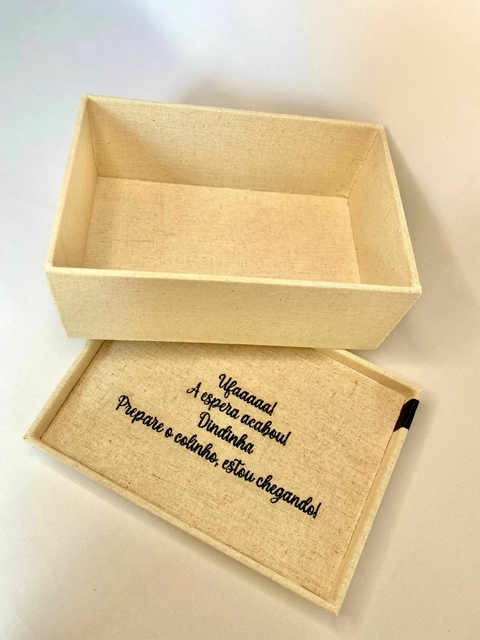 Ufaaaaa!
A espera acabou!
Dindinha
Prepare o colinho, estou chegando!